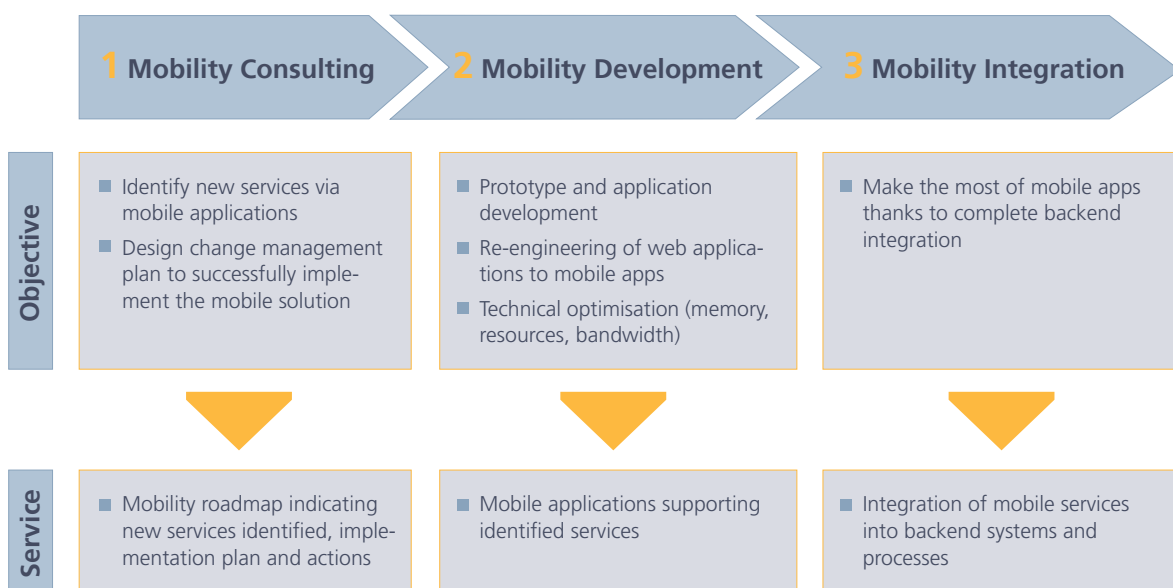 1 Mobility Consulting
2 Mobility Development
3 Mobility Integration
Objective
Identify new services via
mobile applications
Design change management
plan to successfully imple-
ment the mobile solution
Prototype and application
development
Re-engineering of web applica-
tions to mobile apps
Technical optimisation (memory,
resources, bandwidth)
Make the most of mobile apps
thanks to complete backend
integration
Service
Mobility roadmap indicating
new services identified, imple-
mentation plan and actions
Mobile applications supporting
identified services
Integration of mobile services
into backend systems and
processes